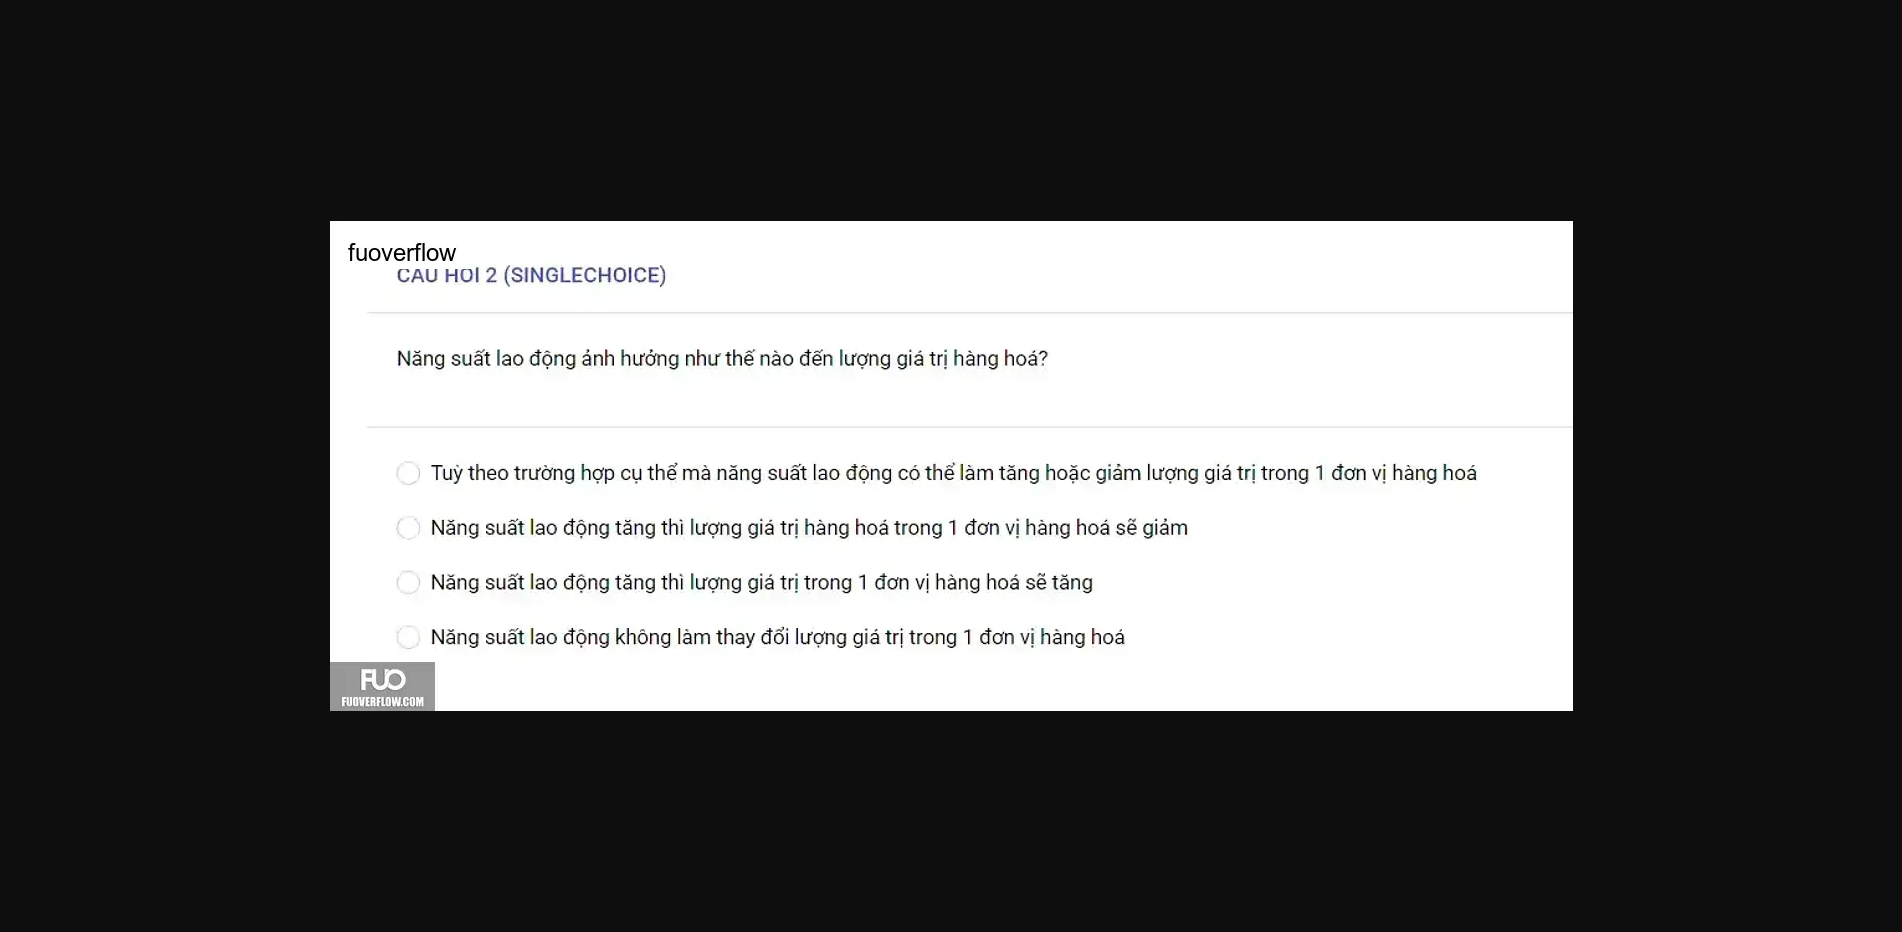 fuoverflow
CÂU HỎI 2 (SINGLECHOICE)
Năng suất lao động ảnh hưởng như thế nào đến lượng giá trị hàng hoá?
Tuỳ theo trường hợp cụ thể mà năng suất lao động có thể làm tăng hoặc giảm lượng giá trị trong 1 đơn vị hàng hoá
Năng suất lao động tăng thì lượng giá trị hàng hoá trong 1 đơn vị hàng hoá sẽ giảm
Năng suất lao động tăng thì lượng giá trị trong 1 đơn vị hàng hoá sẽ tăng
Năng suất lao động không làm thay đổi lượng giá trị trong 1 đơn vị hàng hoá
FUO
FUOVERFLOW.COM